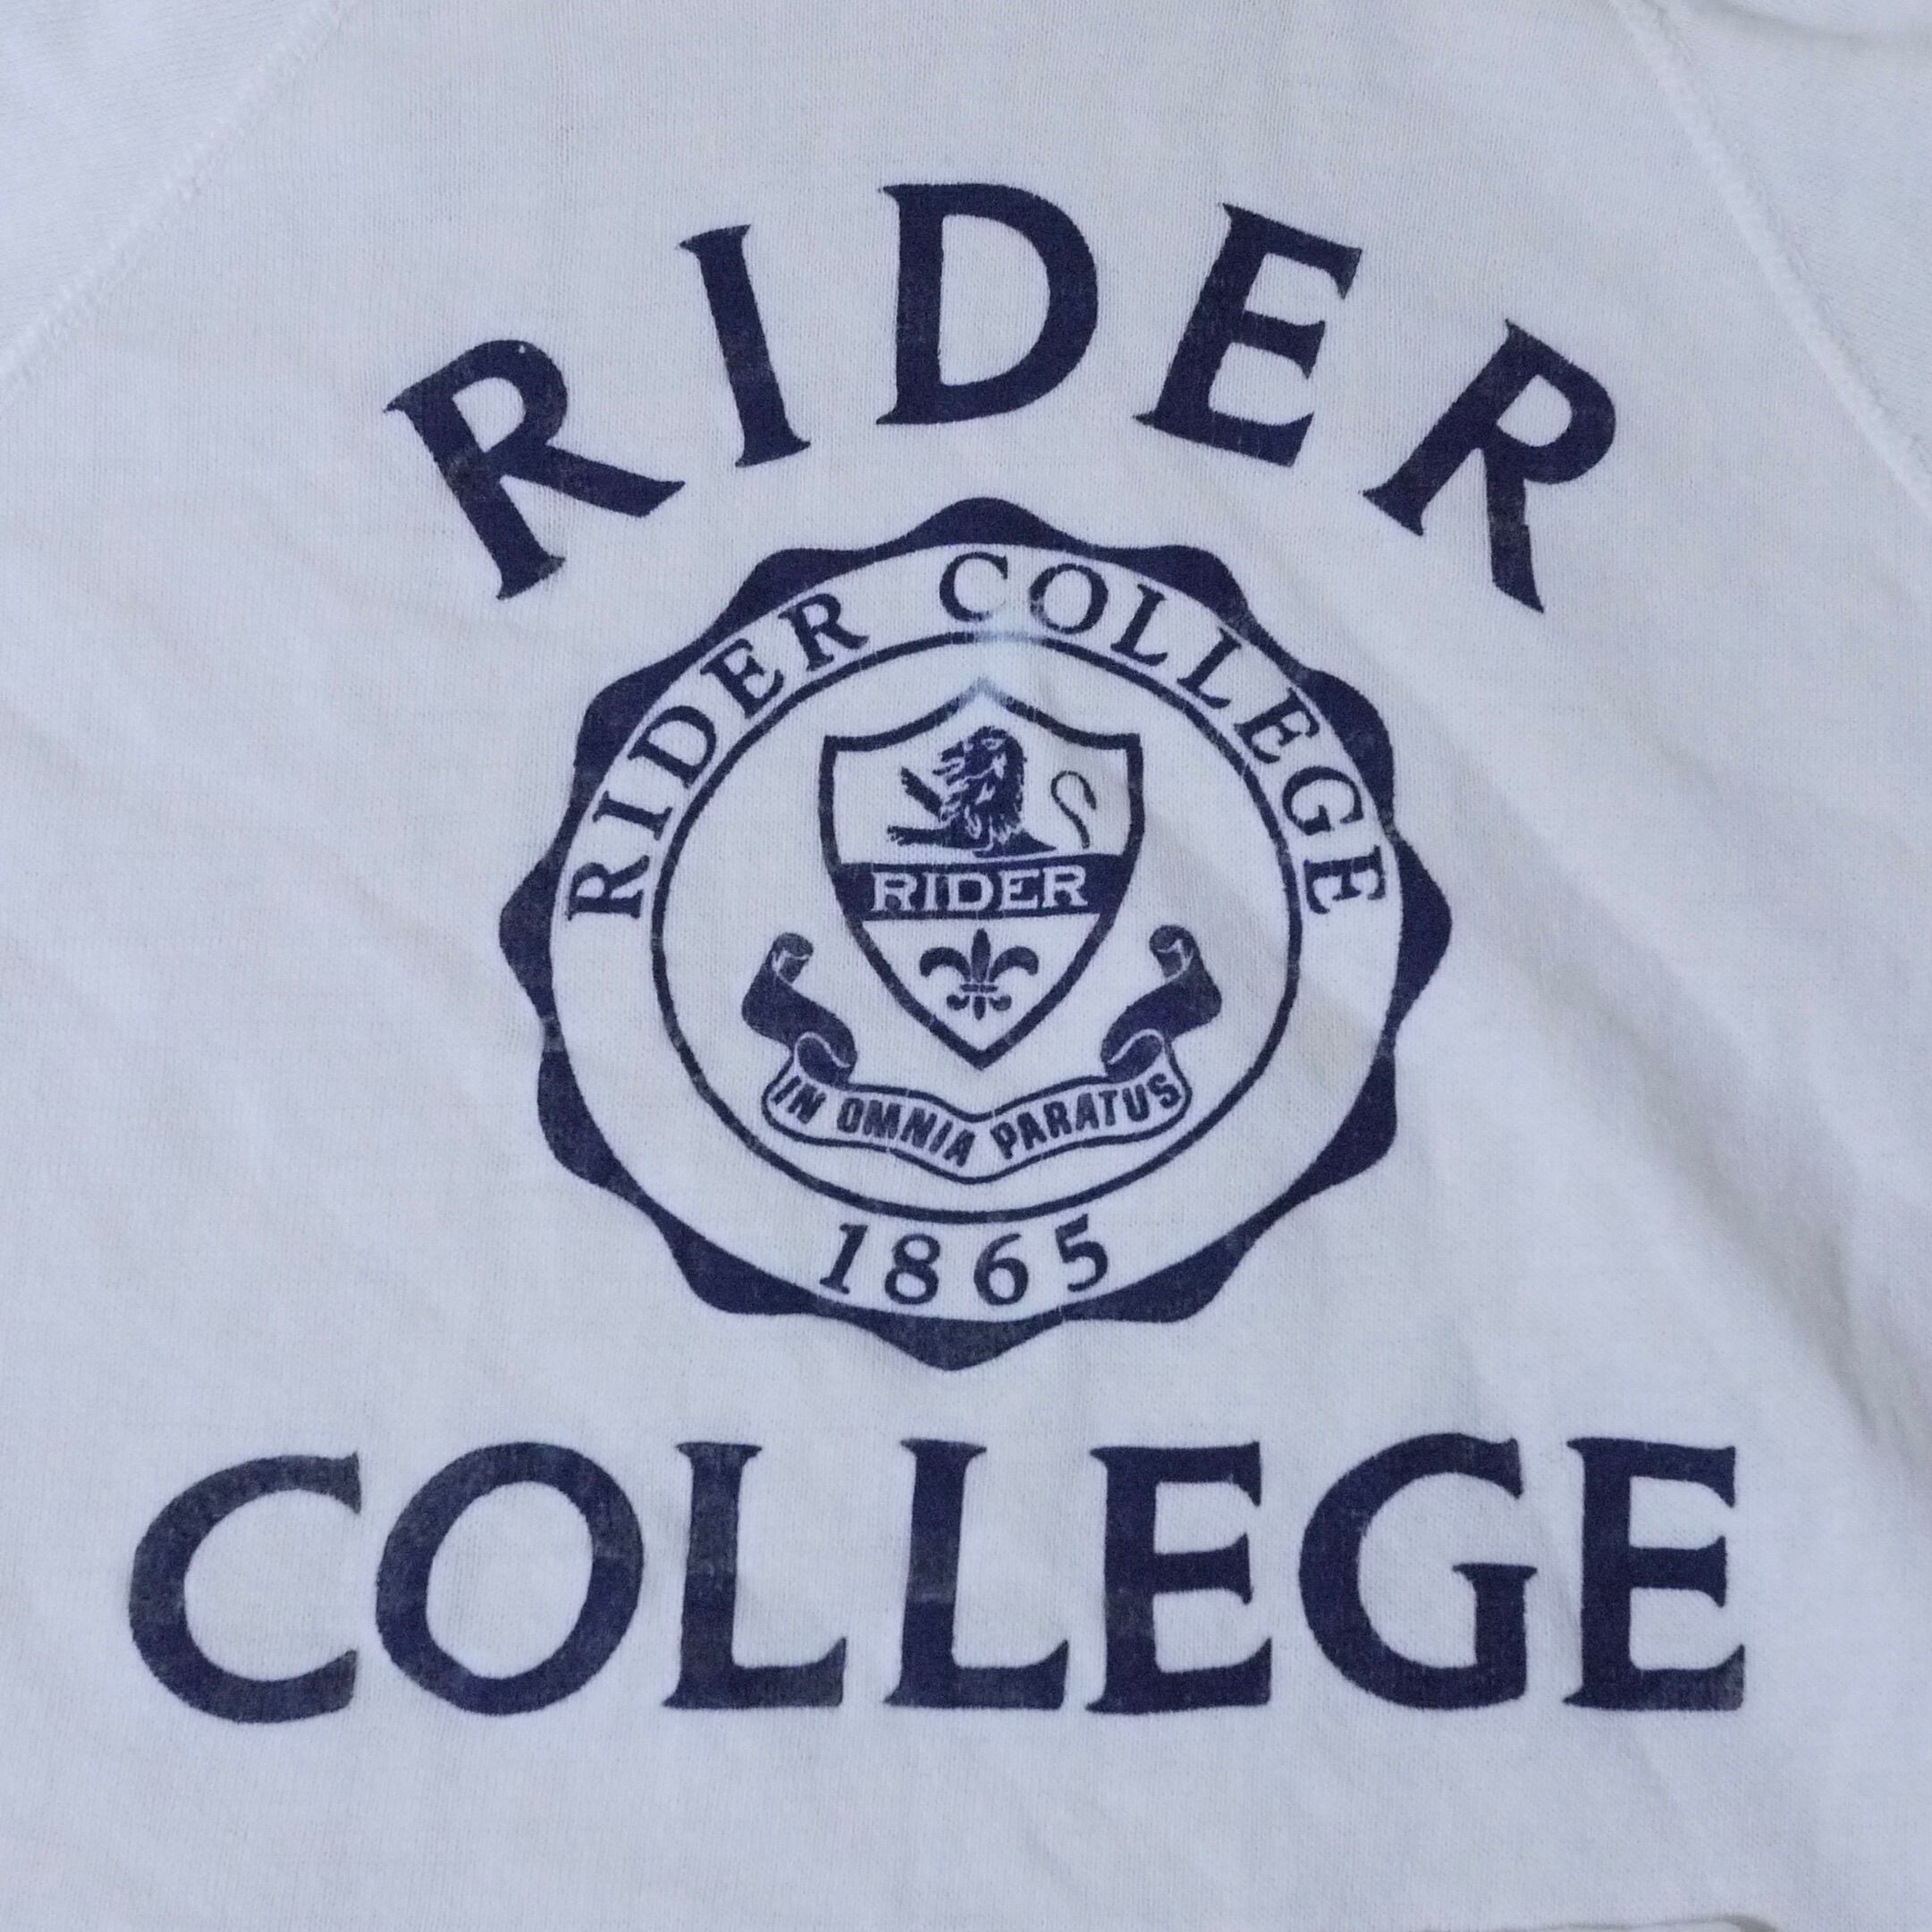 RIDER
RIDER COLLEGE
RIDER
IN OMNIA PARATUS
1865
COLLEGE